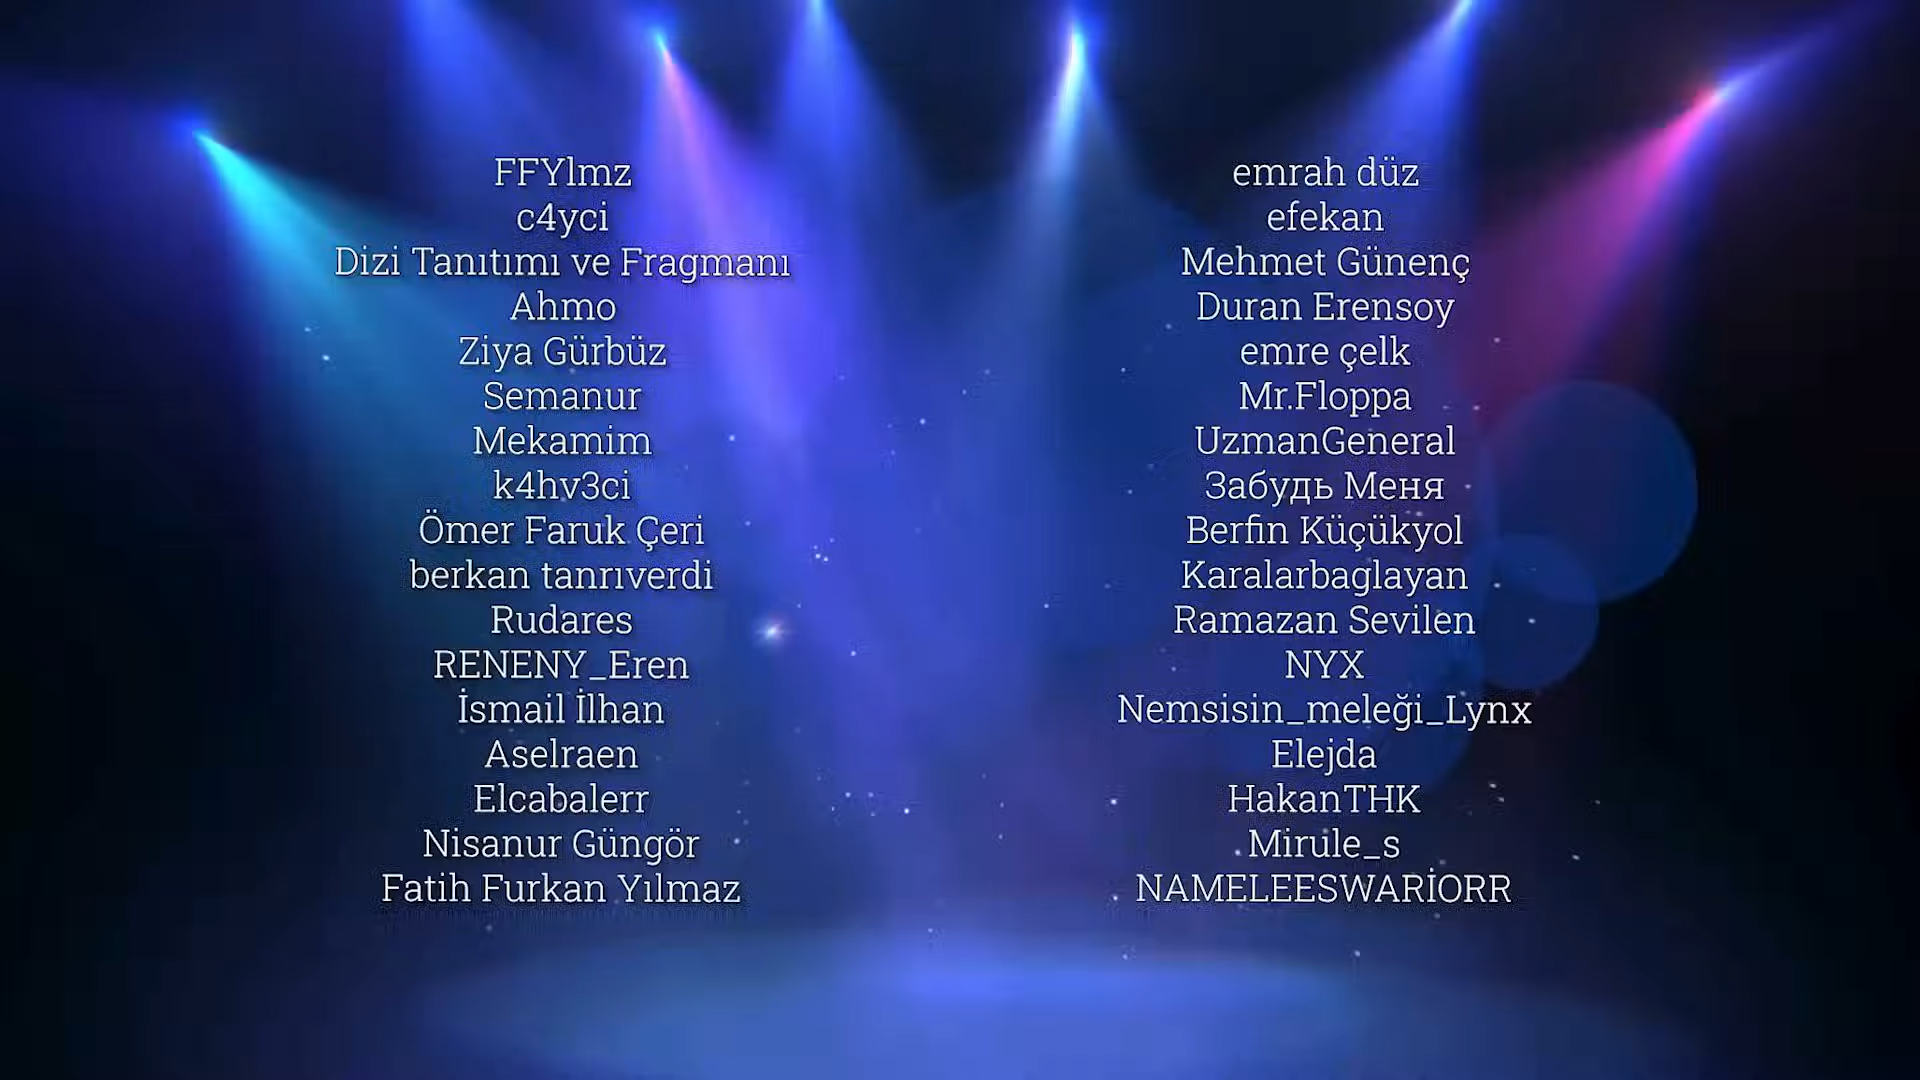 FFYlmz
c4yci
Dizi Tanıtımı ve Fragmanı
Ahmo
Ziya Gürbüz
Semanur
Mekamim
k4hv3ci
Ömer Faruk Çeri
berkan tanrıverdi
Rudares
RENENY_Eren
İsmail İlhan
Aselraen
Elcabalerr
Nisanur Güngör
Fatih Furkan Yılmaz
emrah düz
efekan
Mehmet Günenç
Duran Erensoy
emre çelk
Mr.Floppa
UzmanGeneral
Забудь Меня
Berfin Küçükyol
Karalarbaglayan
Ramazan Sevilen
NYX
Nemsisin_meleği_Lynx
Elejda
HakanTHK
Mirule_s
NAMELEESWARİORR